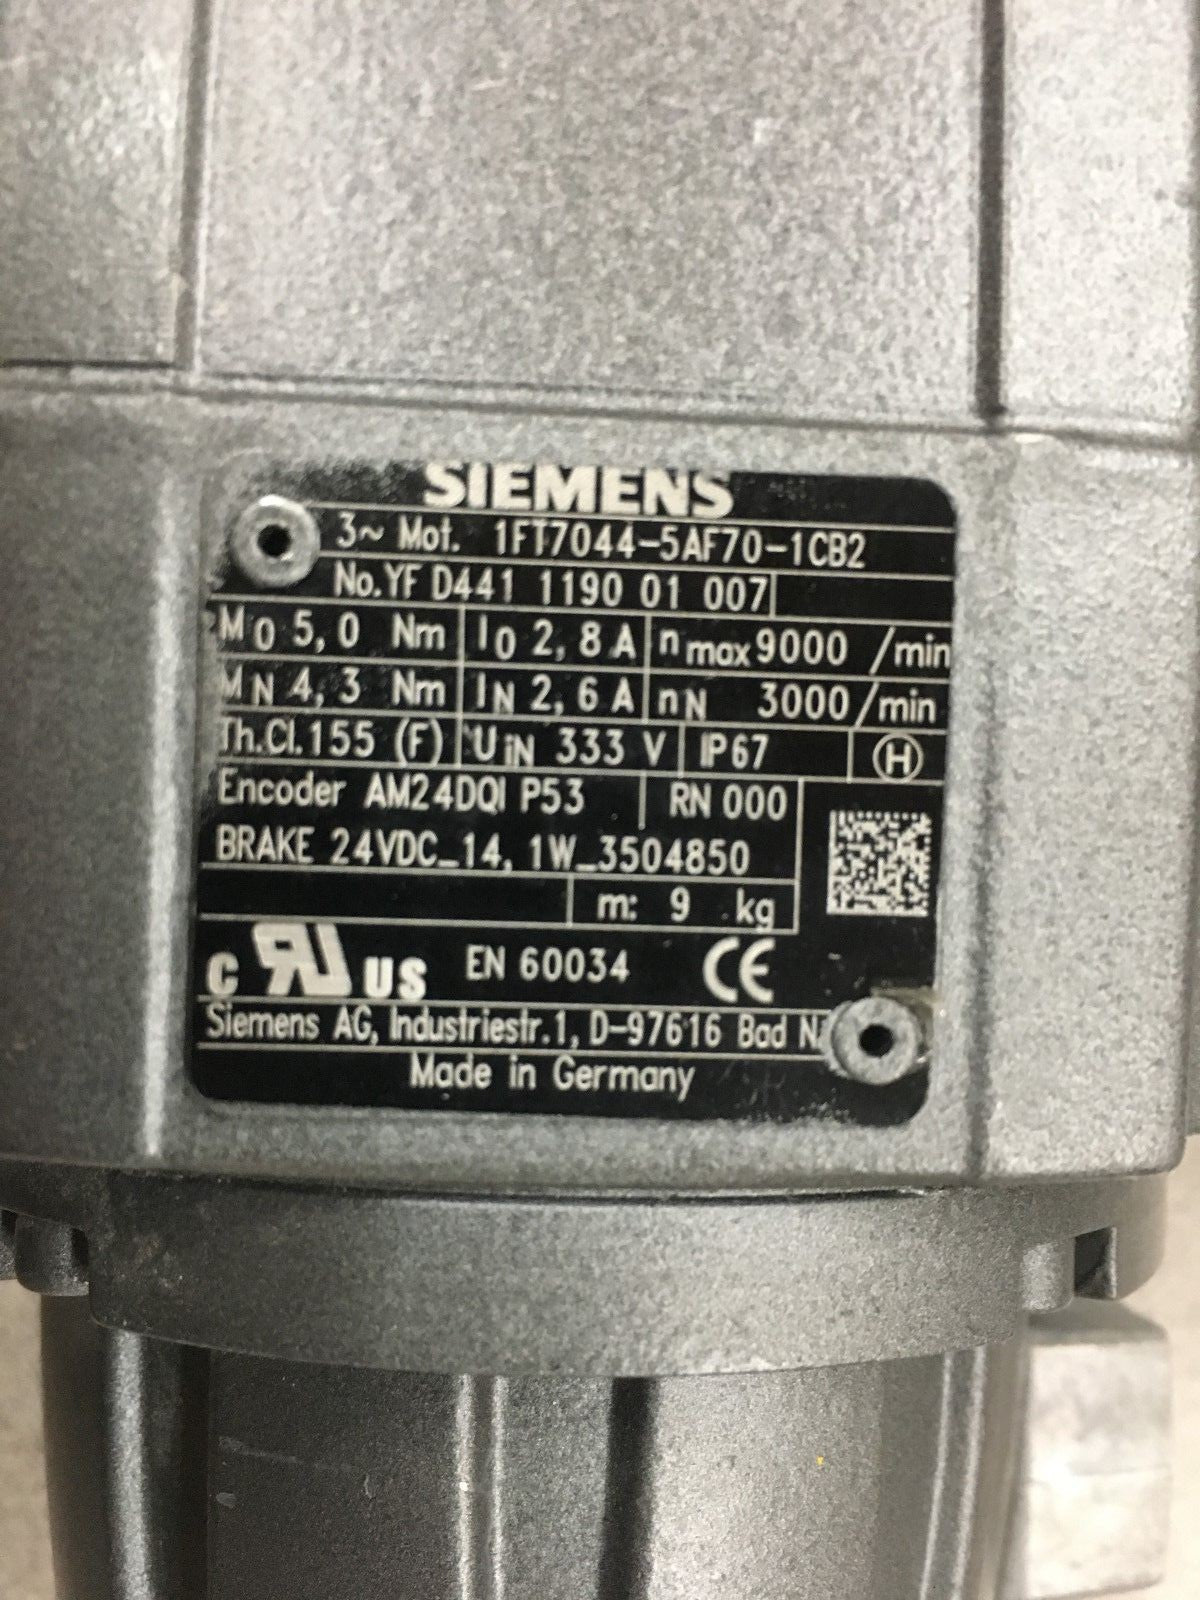 SIEMENS
3~ Mot. 1FT7044-5AF70-1CB2
No.YF D441 1190 01 007
M0 5,0 Nm I0 2,8 A nmax 9000 /min
MN 4,3 Nm IN 2,6 A nN 3000/min
Th.Cl.155 (F) UiN 333 V IP67 H
Encoder AM24DQI P53 RN 000
BRAKE 24VDC_14,1W_3504850
m: 9 kg
C RU US EN 60034 CE
Siemens AG, Industriestr.1, D-97616 Bad
Made in Germany